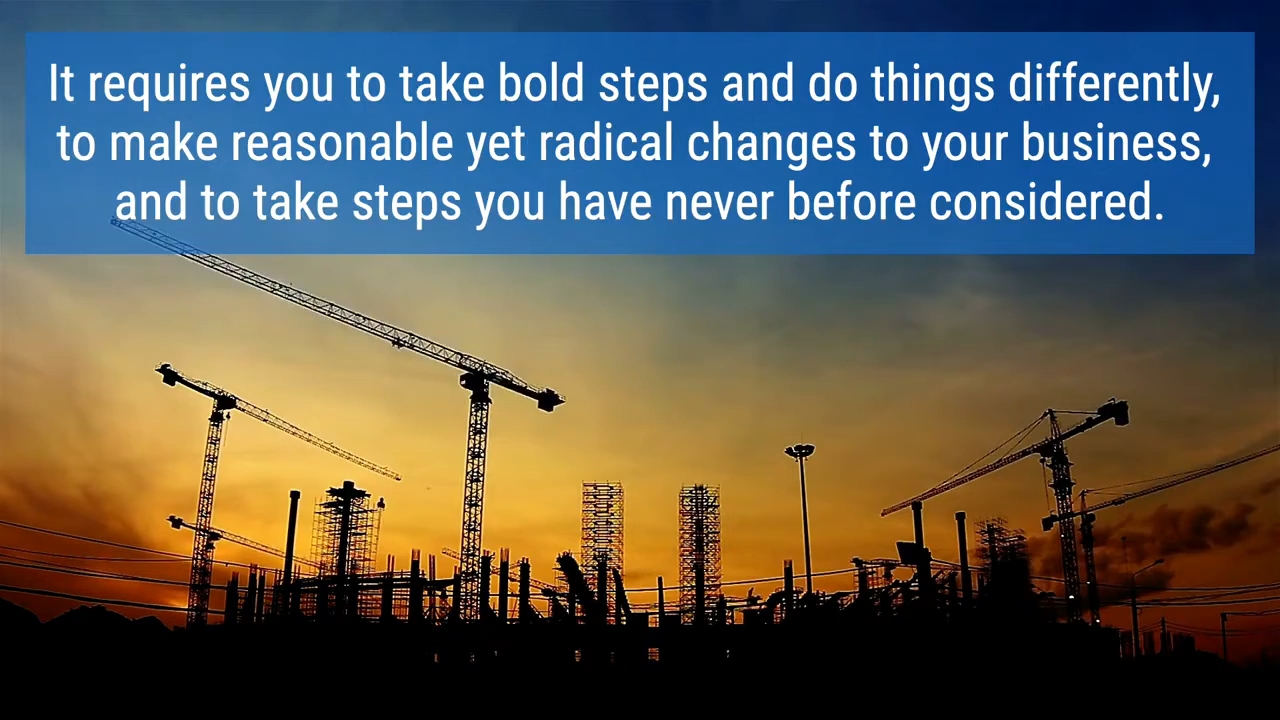 It requires you to take bold steps and do things differently,
to make reasonable yet radical changes to your business,
and to take steps you have never before considered.